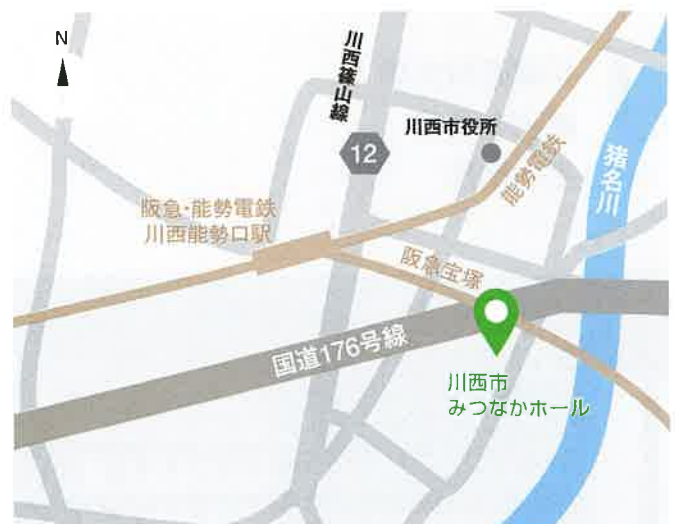 N
川西篠山線
12
川西市役所
能勢電鉄
猪名川
阪急・能勢電鉄
川西能勢口駅
阪急宝塚
国道176号線
川西市
みつなかホール